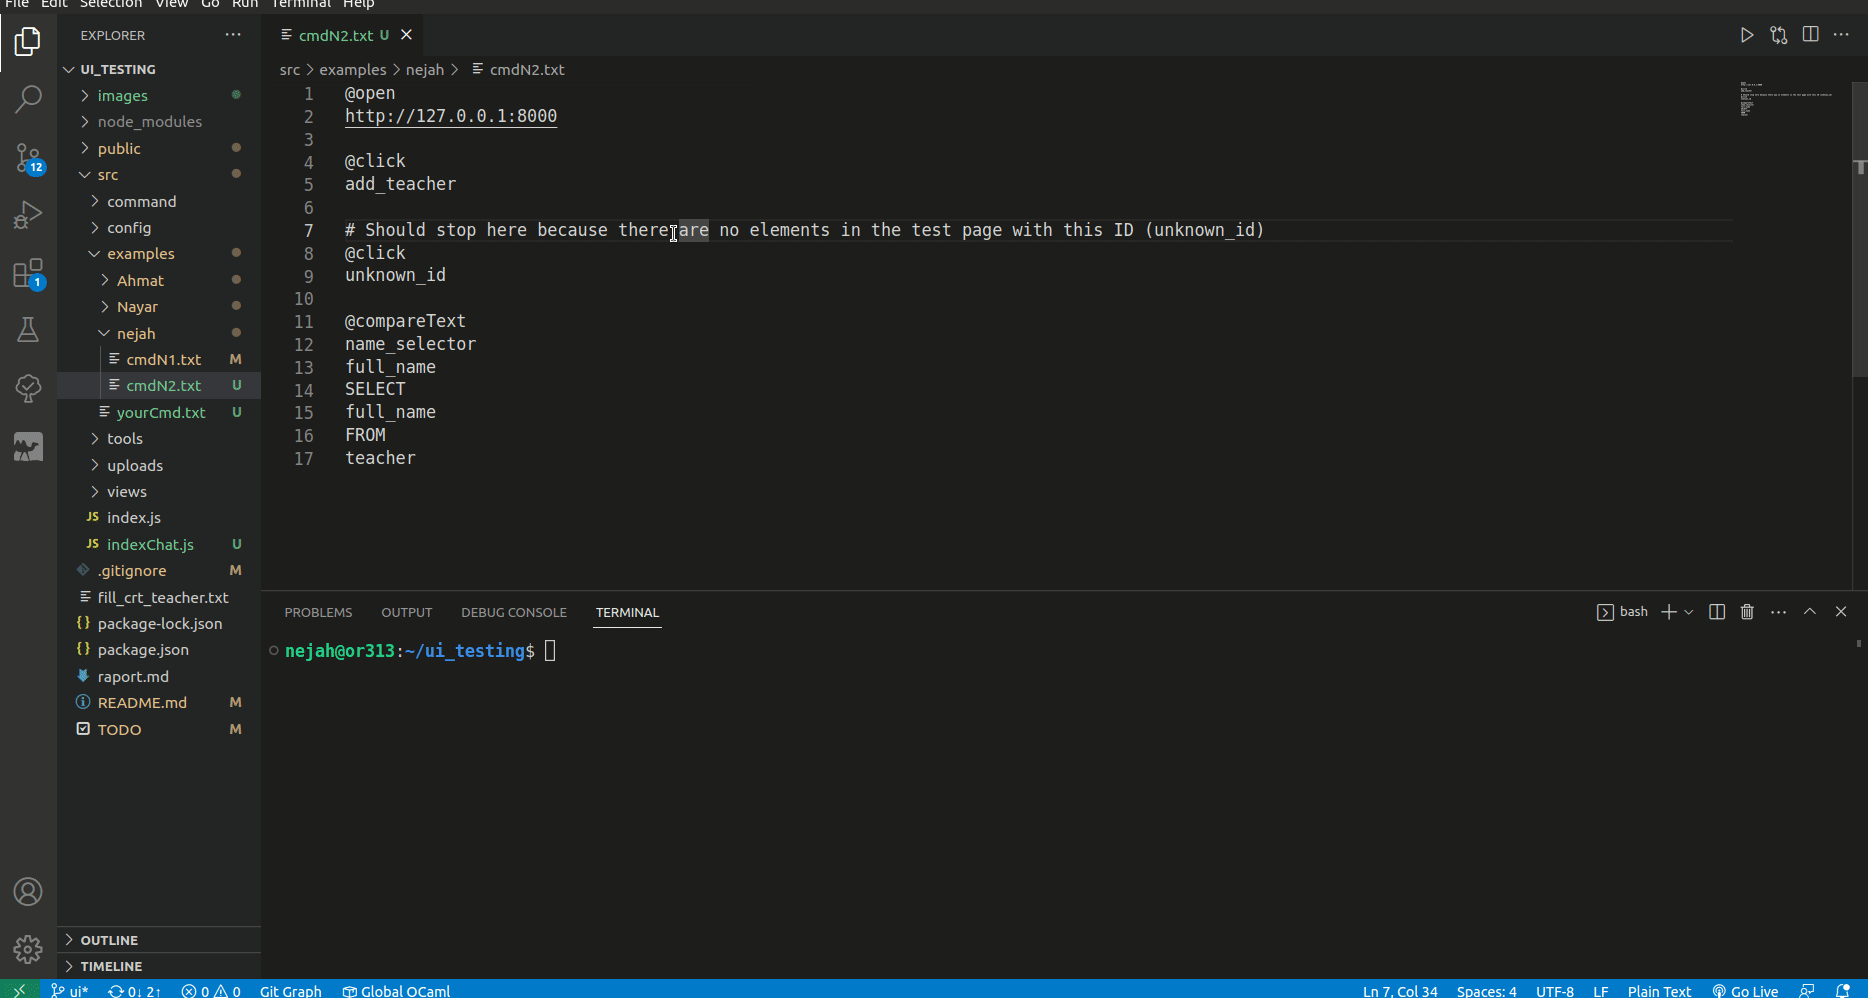 File Edit Selection View Go Run Terminal Help
EXPLORER
cmdN2.txt U
UI_TESTING
src > examples > nejah > cmdN2.txt
images
node_modules
public
src
command
config
examples
Ahmat
Nayar
nejah
cmdN1.txt M
cmdN2.txt U
yourCmd.txt U
tools
uploads
views
JS index.js
JS indexChat.js U
.gitignore M
fill_crt_teacher.txt
{} package-lock.json
{} package.json
raport.md
README.md M
TODO M
OUTLINE
TIMELINE
12
1
1 @open
2 http://127.0.0.1:8000
3
4 @click
5 add_teacher
6
7 # Should stop here because there are no elements in the test page with this ID (unknown_id)
8 @click
9 unknown_id
10
11 @compareText
12 name_selector
13 full_name
14 SELECT
15 full_name
16 FROM
17 teacher
PROBLEMS OUTPUT DEBUG CONSOLE TERMINAL
bash
nejah@or313:~/ui_testing$
ui* 0↓ 2↑ 0 0 Git Graph Global OCaml
Ln 7, Col 34 Spaces: 4 UTF-8 LF Plain Text Go Live